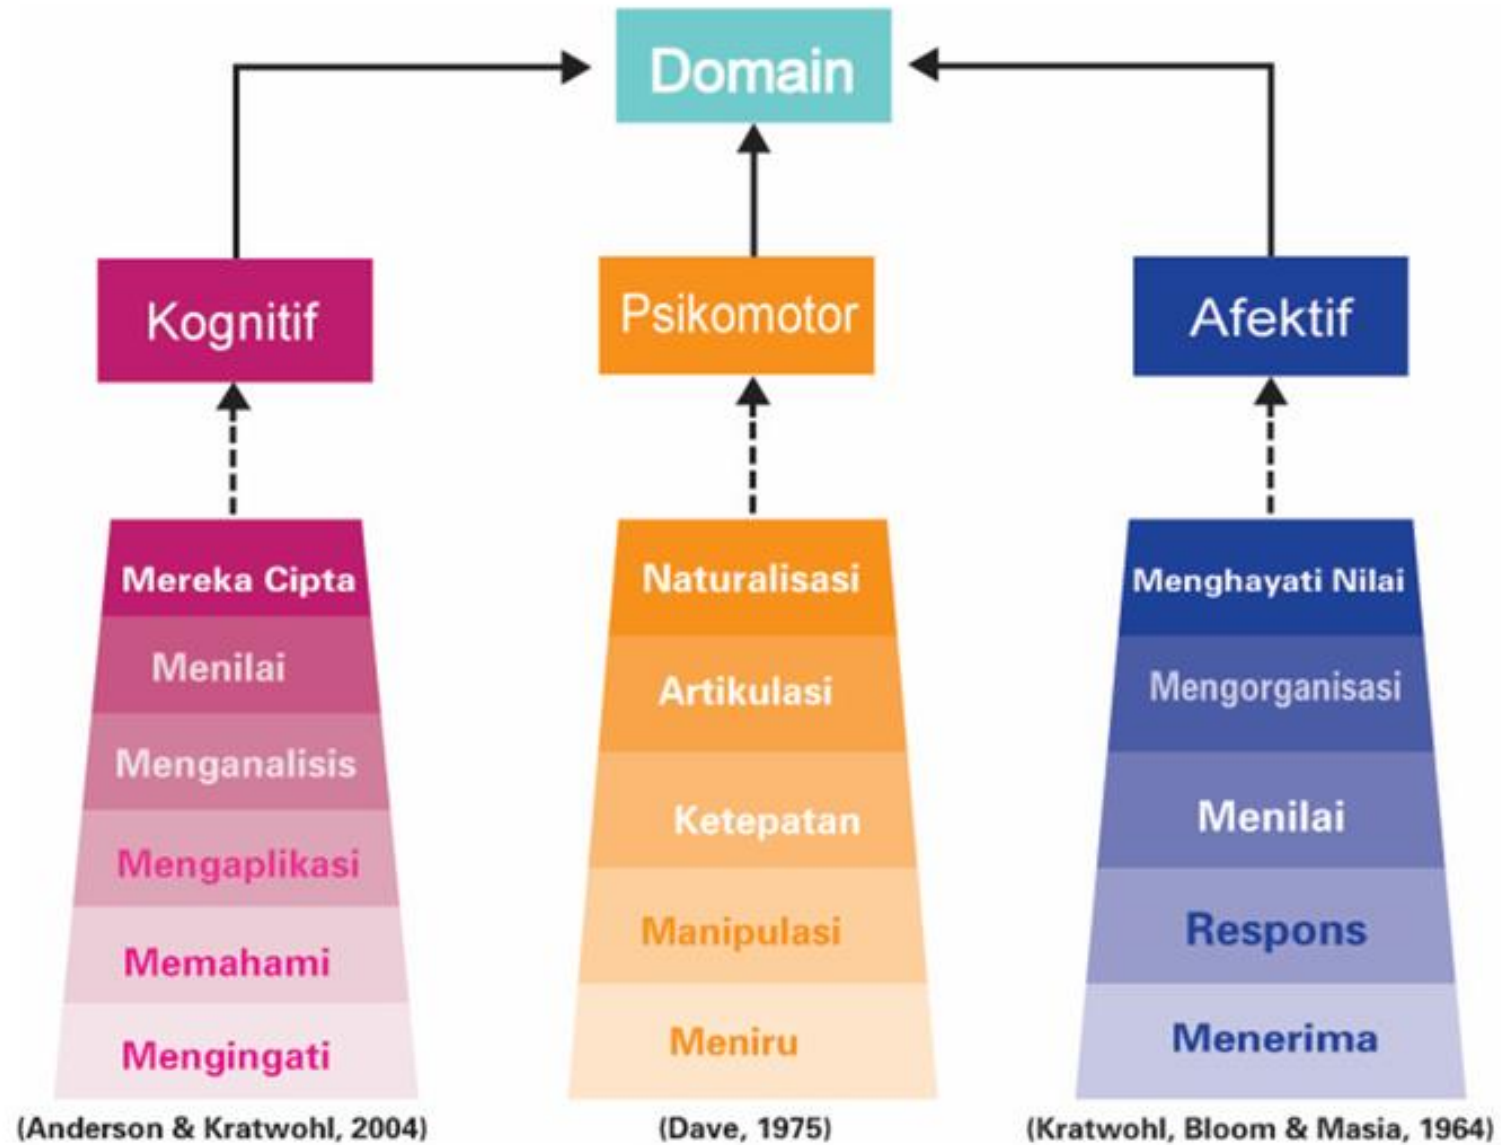 Domain
Kognitif
Psikomotor
Afektif
Mereka Cipta
Menilai
Menganalisis
Mengaplikasi
Memahami
Mengingati
(Anderson & Kratwohl, 2004)
Naturalisasi
Artikulasi
Ketepatan
Manipulasi
Meniru
(Dave, 1975)
Menghayati Nilai
Mengorganisasi
Menilai
Respons
Menerima
(Kratwohl, Bloom & Masia, 1964)